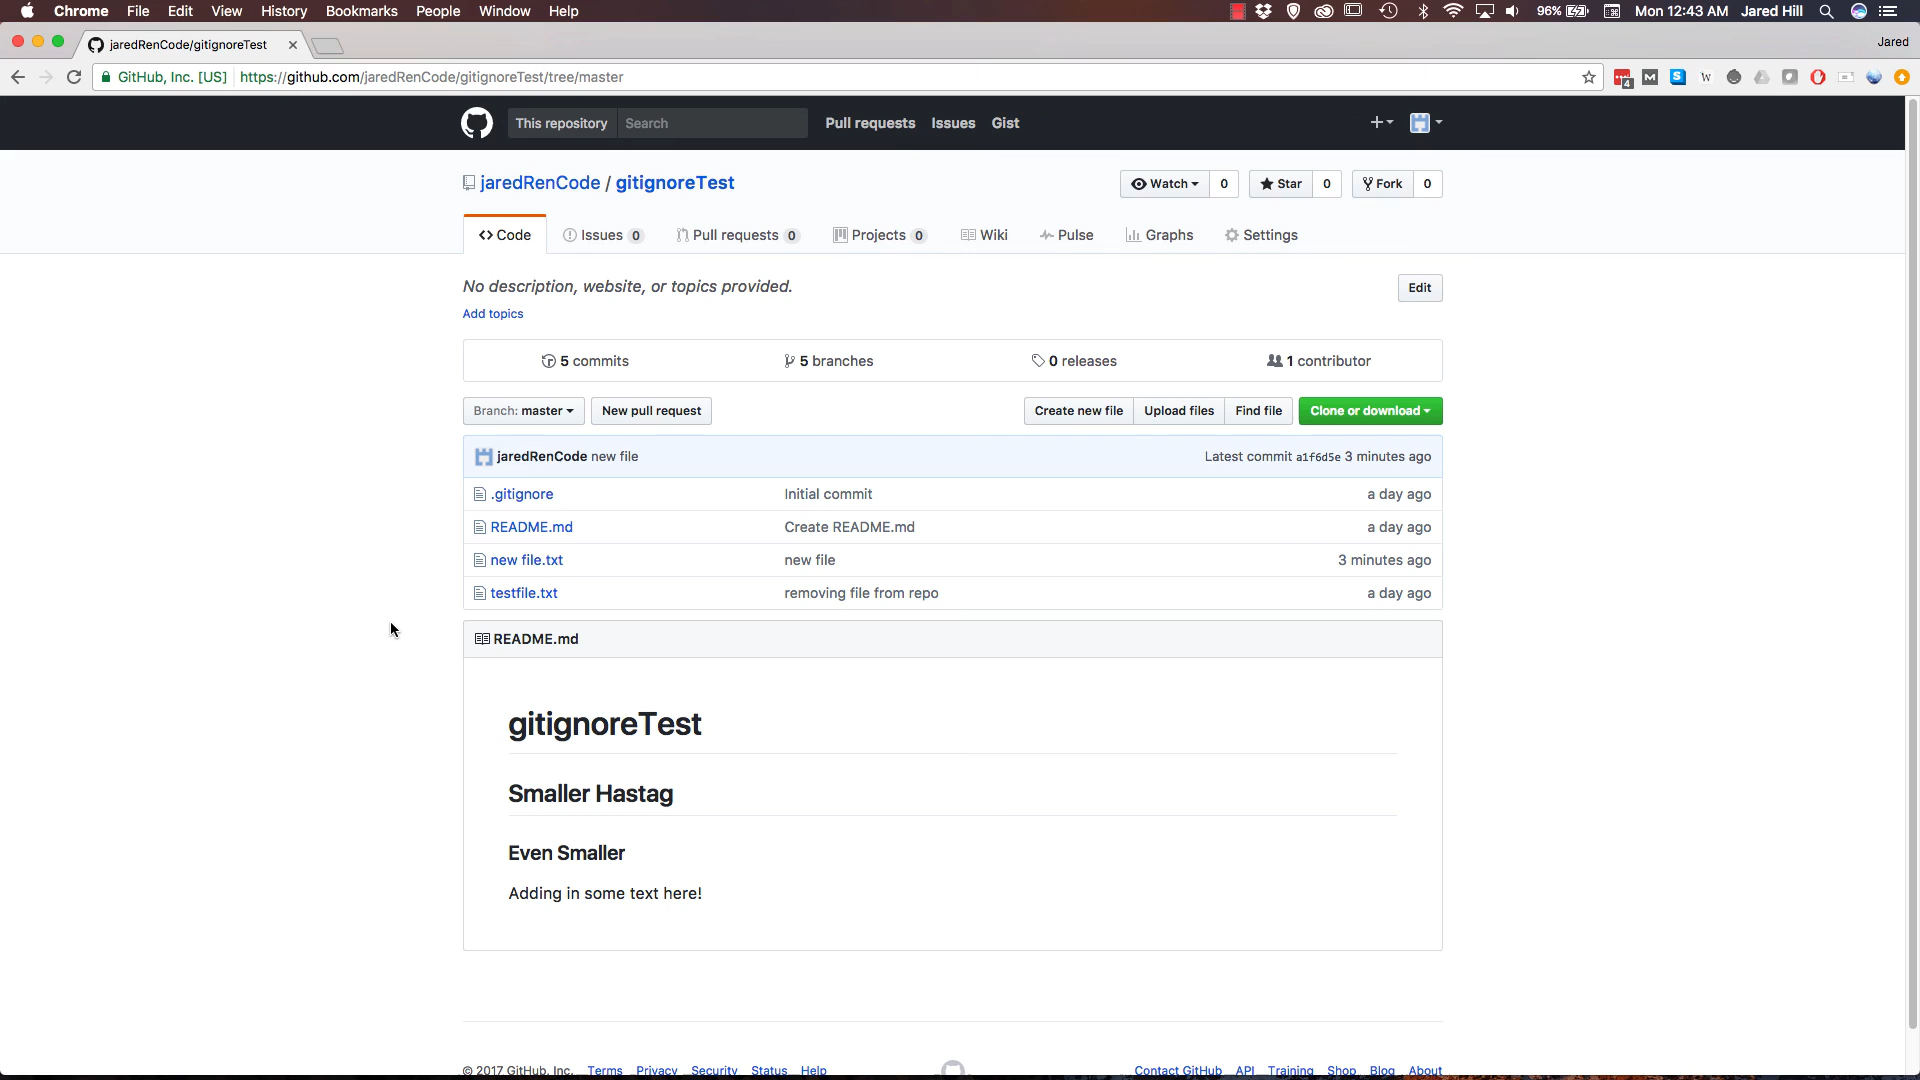 Chrome File Edit View History Bookmarks People Window Help 96% Mon 12:43 AM Jared Hill
jaredRenCode/gitignoreTest Jared
GitHub, Inc. [US] https://github.com/jaredRenCode/gitignoreTest/tree/master
This repository Search Pull requests Issues Gist
jaredRenCode / gitignoreTest Watch 0 Star 0 Fork 0
Code Issues 0 Pull requests 0 Projects 0 Wiki Pulse Graphs Settings
No description, website, or topics provided. Edit
Add topics
5 commits 5 branches 0 releases 1 contributor
Branch: master New pull request Create new file Upload files Find file Clone or download
jaredRenCode new file Latest commit a1f6d5e 3 minutes ago
.gitignore Initial commit a day ago
README.md Create README.md a day ago
new file.txt new file 3 minutes ago
testfile.txt removing file from repo a day ago
README.md
gitignoreTest
Smaller Hastag
Even Smaller
Adding in some text here!
© 2017 GitHub, Inc. Terms Privacy Security Status Help Contact GitHub API Training Shop Blog About